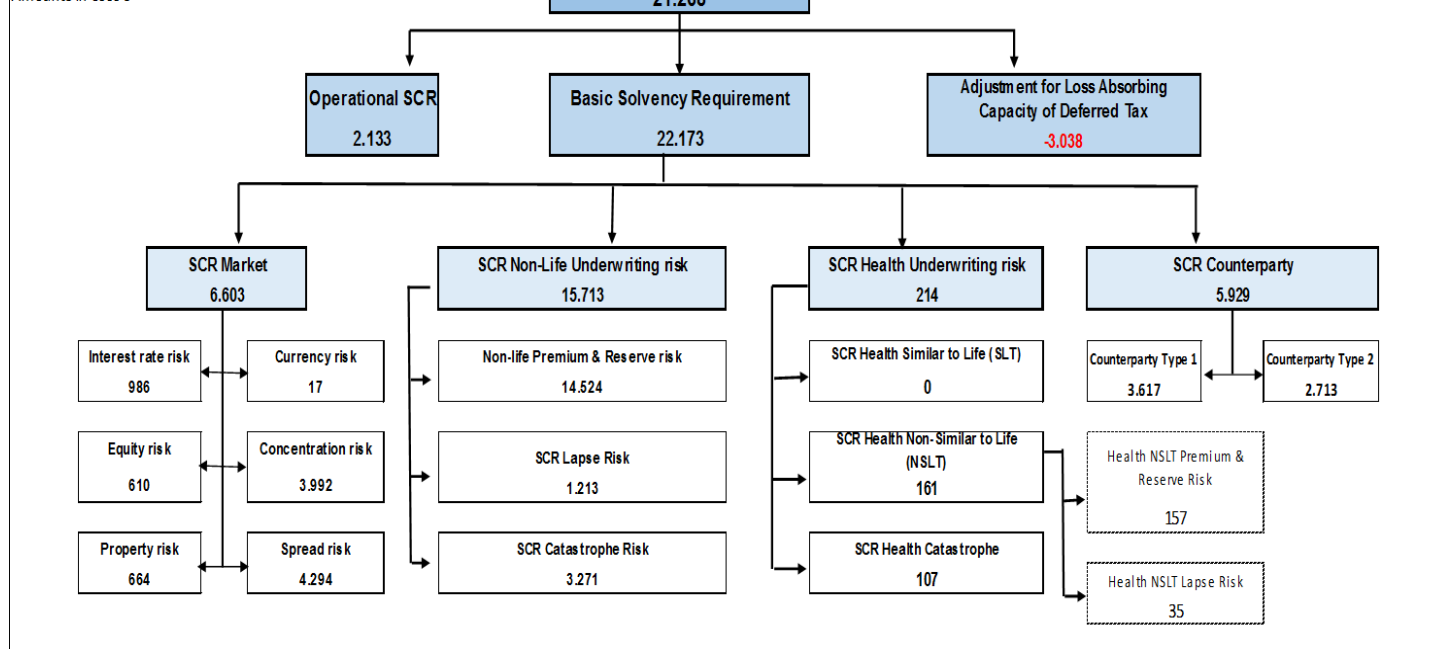 21.268
Operational SCR
2.133
Basic Solvency Requirement
22.173
Adjustment for Loss Absorbing
Capacity of Deferred Tax
-3.038
SCR Market
6.603
SCR Non-Life Underwriting risk
15.713
SCR Health Underwriting risk
214
SCR Counterparty
5.929
Interest rate risk
986
Currency risk
17
Non-life Premium & Reserve risk
14.524
SCR Health Similar to Life (SLT)
0
Counterparty Type 1
3.617
Counterparty Type 2
2.713
Equity risk
610
Concentration risk
3.992
SCR Lapse Risk
1.213
SCR Health Non-Similar to Life
(NSLT)
161
Health NSLT Premium &
Reserve Risk
157
Property risk
664
Spread risk
4.294
SCR Catastrophe Risk
3.271
SCR Health Catastrophe
107
Health NSLT Lapse Risk
35